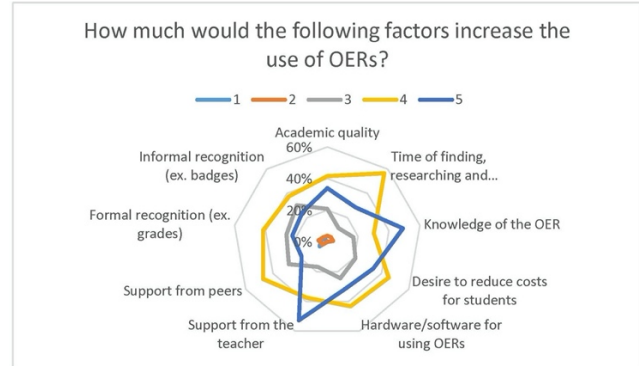 How much would the following factors increase the
use of OERs?
1 2 3 4 5
Academic quality
60%
40%
20%
0%
Time of finding,
researching and...
Knowledge of the OER
Desire to reduce costs
for students
Hardware/software for
using OERs
Support from the
teacher
Support from peers
Formal recognition (ex.
grades)
Informal recognition
(ex. badges)